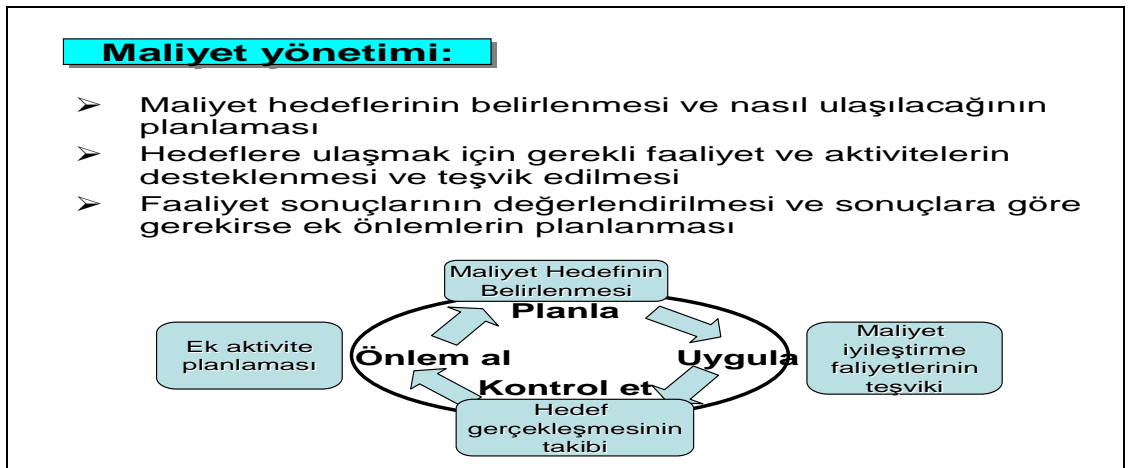 Maliyet yönetimi:
➢ Maliyet hedeflerinin belirlenmesi ve nasıl ulaşılacağının
planlaması
➢ Hedeflere ulaşmak için gerekli faaliyet ve aktivitelerin
desteklenmesi ve teşvik edilmesi
➢ Faaliyet sonuçlarının değerlendirilmesi ve sonuçlara göre
gerekirse ek önlemlerin planlanması
Maliyet Hedefinin
Belirlenmesi
Planla
Ek aktivite
planlaması
Önlem al
Uygula
Maliyet
iyileştirme
faliyetlerinin
teşviki
Kontrol et
Hedef
gerçekleşmesinin
takibi